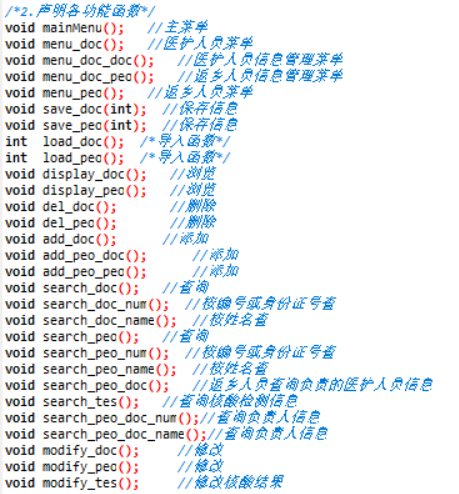 /*2.声明各功能函数*/
void mainMenu();   //主菜单
void menu_doc();   //医护人员菜单
void menu_doc_doc();   //医护人员信息管理菜单
void menu_doc_peo();   //返乡人员信息管理菜单
void menu_peo();   //返乡人员菜单
void save_doc(int);  //保存信息
void save_peo(int);  //保存信息
int  load_doc();  /*导入函数*/
int  load_peo();  /*导入函数*/
void display_doc();   //浏览
void display_peo();   //浏览
void del_doc();       //删除
void del_peo();       //删除
void add_doc();      //添加
void add_peo_doc();      //添加
void add_peo_peo();      //添加
void search_doc();   //查询
void search_doc_num();  //按编号或身份证号查
void search_doc_name();  //按姓名查
void search_peo();   //查询
void search_peo_num();  //按编号或身份证号查
void search_peo_name();  //按姓名查
void search_peo_doc();   //返乡人员查询负责的医护人员信息
void search_tes();   //查询核酸检测信息
void search_peo_doc_num();//查询负责人信息
void search_peo_doc_name();//查询负责人信息
void modify_doc();     //修改
void modify_peo();     //修改
void modify_tes();     //修改核酸结果